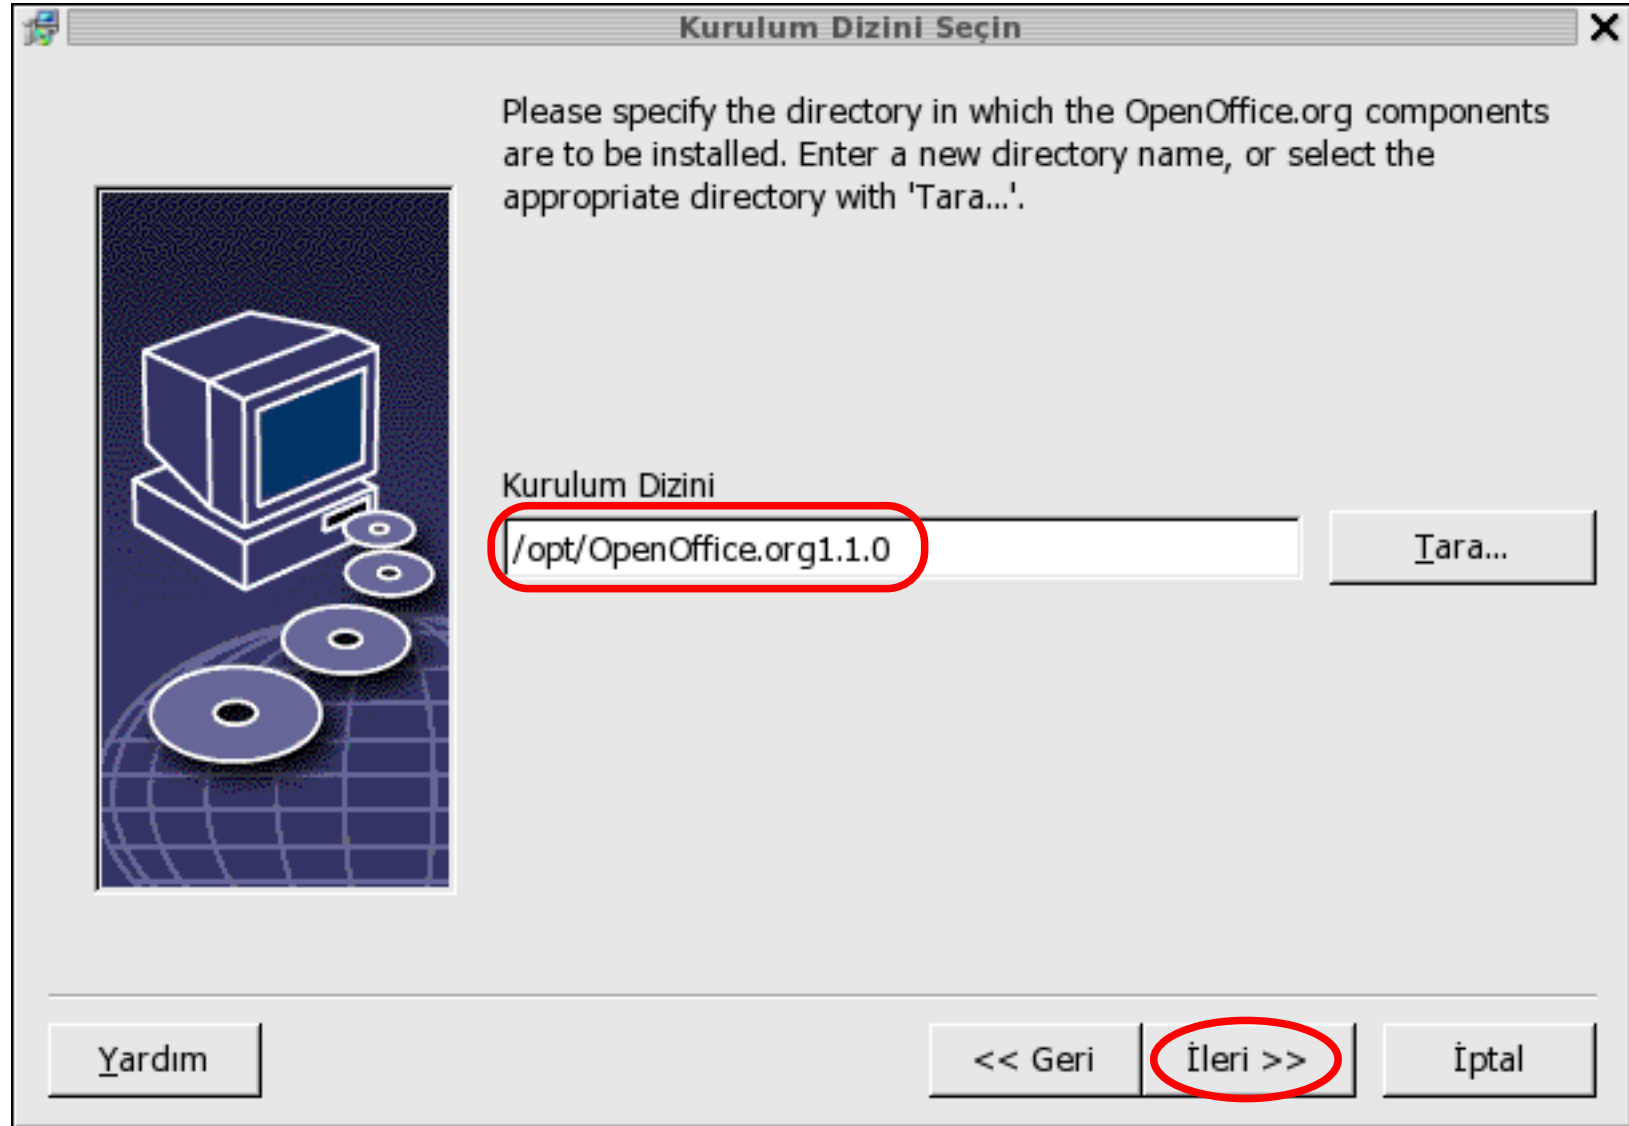 Kurulum Dizini Seçin
Please specify the directory in which the OpenOffice.org components
are to be installed. Enter a new directory name, or select the
appropriate directory with 'Tara...'.
Kurulum Dizini
/opt/OpenOffice.org1.1.0
Tara...
Yardım
<< Geri
İleri >>
İptal